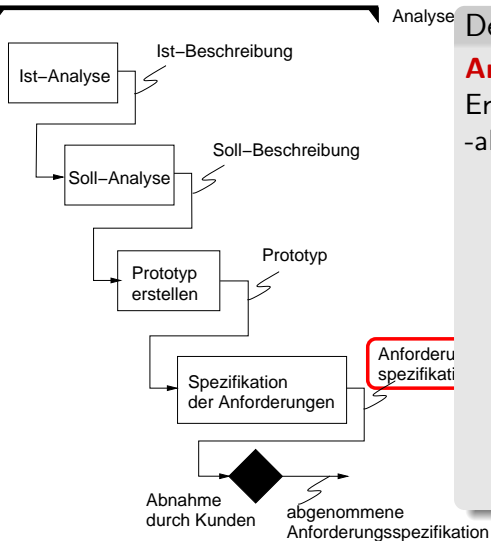 Analyse
Ist–Beschreibung
Ist–Analyse
Soll–Beschreibung
Soll–Analyse
Prototyp
Prototyp
erstellen
Spezifikation
der Anforderungen
Abnahme
durch Kunden
abgenommene
Anforderungsspezifikation